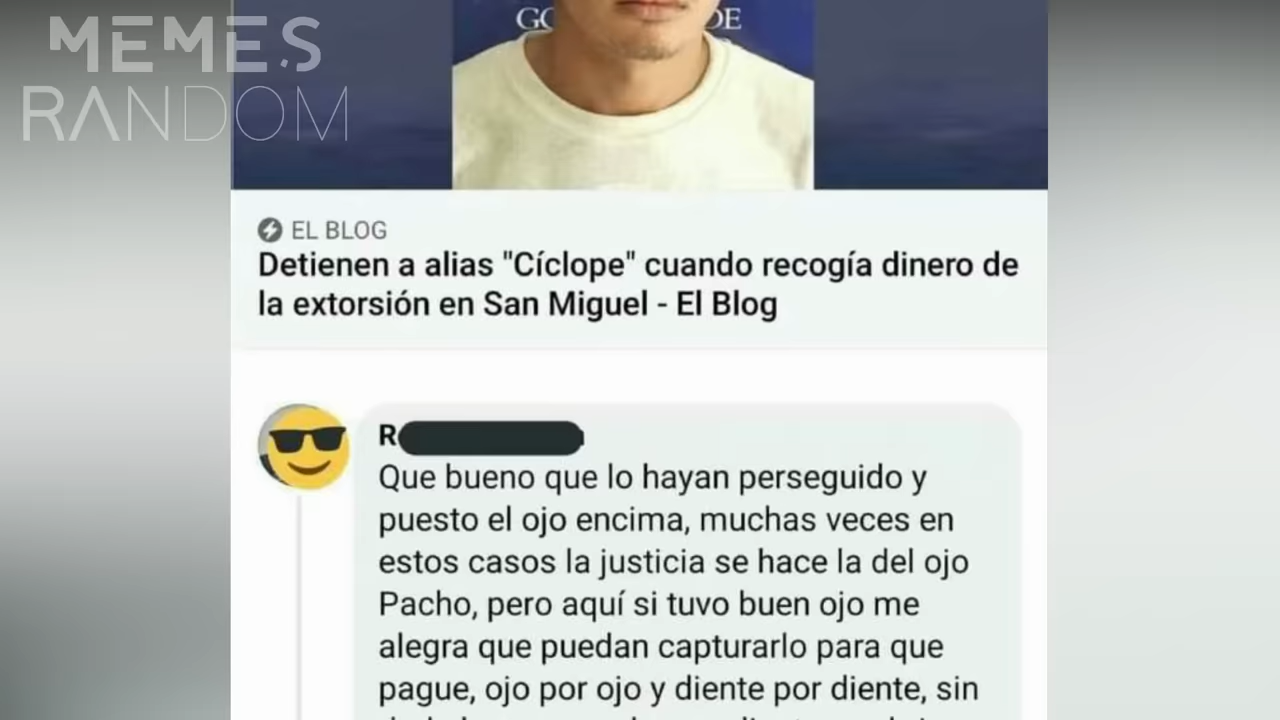 MEMES
RANDOM
GO DE
EL BLOG
Detienen a alias "Cíclope" cuando recogía dinero de
la extorsión en San Miguel - El Blog
R
Que bueno que lo hayan perseguido y
puesto el ojo encima, muchas veces en
estos casos la justicia se hace la del ojo
Pacho, pero aquí si tuvo buen ojo me
alegra que puedan capturarlo para que
pague, ojo por ojo y diente por diente, sin